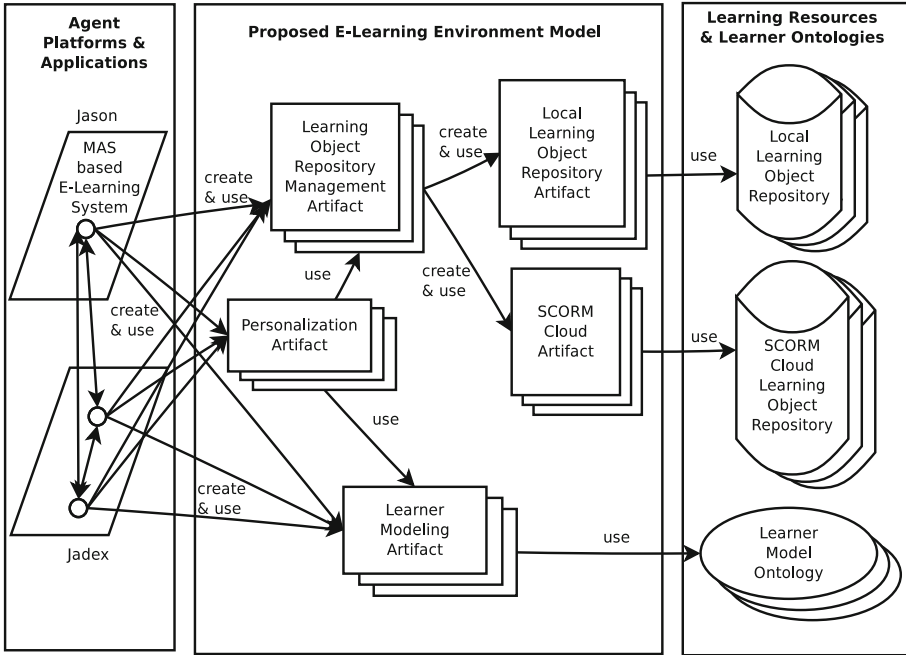 Agent
Platforms &
Applications
Jason
MAS
based
E-Learning
System
Jadex
Proposed E-Learning Environment Model
create
& use
create
& use
create
& use
Learning
Object
Repository
Management
Artifact
use
Personalization
Artifact
use
Learner
Modeling
Artifact
create
& use
create
& use
Local
Learning
Object
Repository
Artifact
SCORM
Cloud
Artifact
use
use
use
Learning Resources
& Learner Ontologies
Local
Learning
Object
Repository
SCORM
Cloud
Learning
Object
Repository
Learner
Model
Ontology